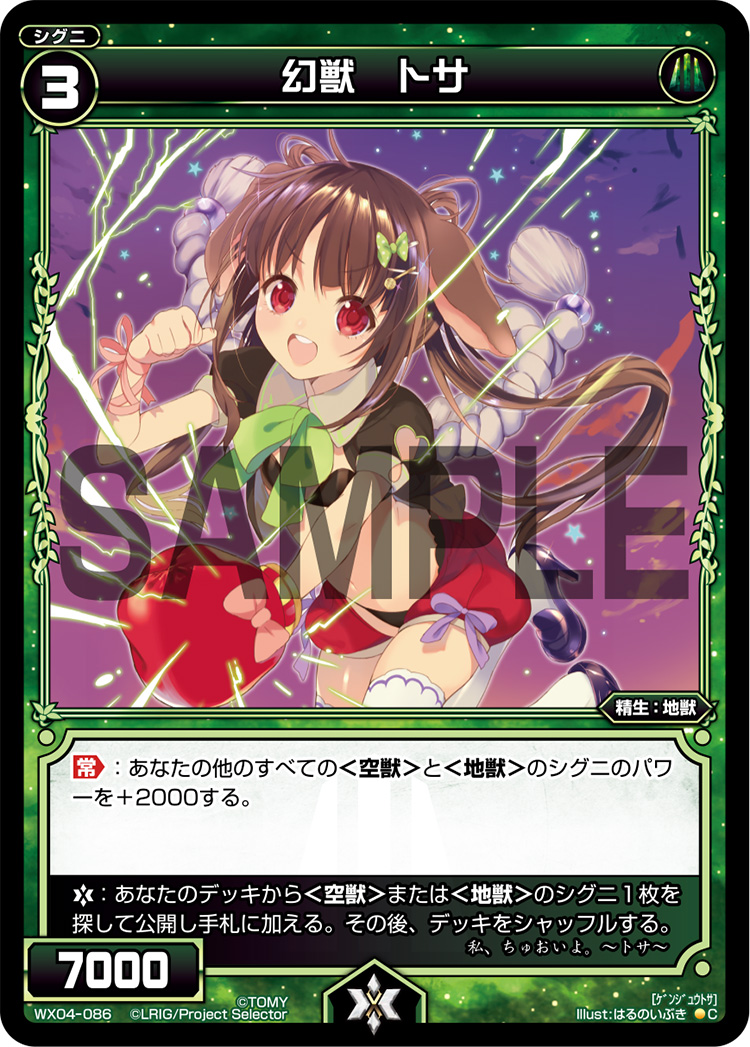 シグニ
3
幻獣 トサ
SAMPLE
精生：地獣
常：あなたの他のすべての＜空獣＞と＜地獣＞のシグニのパワ
ーを＋2000する。
：あなたのデッキから＜空獣＞または＜地獣＞のシグニ１枚を
探して公開し手札に加える。その後、デッキをシャッフルする。
私、ちゅおいよ。～トサ～
7000
WX04-086 ©LRIG/Project Selector
©TOMY
[ｹﾞﾝｼﾞｭｳﾄｻ]
Illust:はるのいぶき C